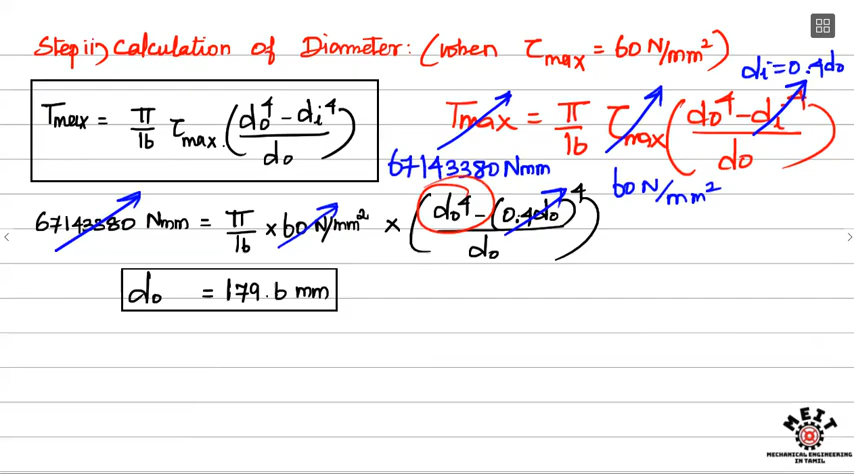 Step ii) Calculation of Diameter: (when τmax = 60 N/mm²)
di = 0.4do
Tmax = π/16 τmax. (do⁴ - di⁴/do)
Tmax = π/16 τmax (do⁴ - di⁴/do)
67143380 Nmm
60 N/mm²
67143380 Nmm = π/16 × 60 N/mm² × (do⁴ - (0.4do)⁴/do)
do = 179.6 mm
MEIT
MECHANICAL ENGINEERING
IN TAMIL